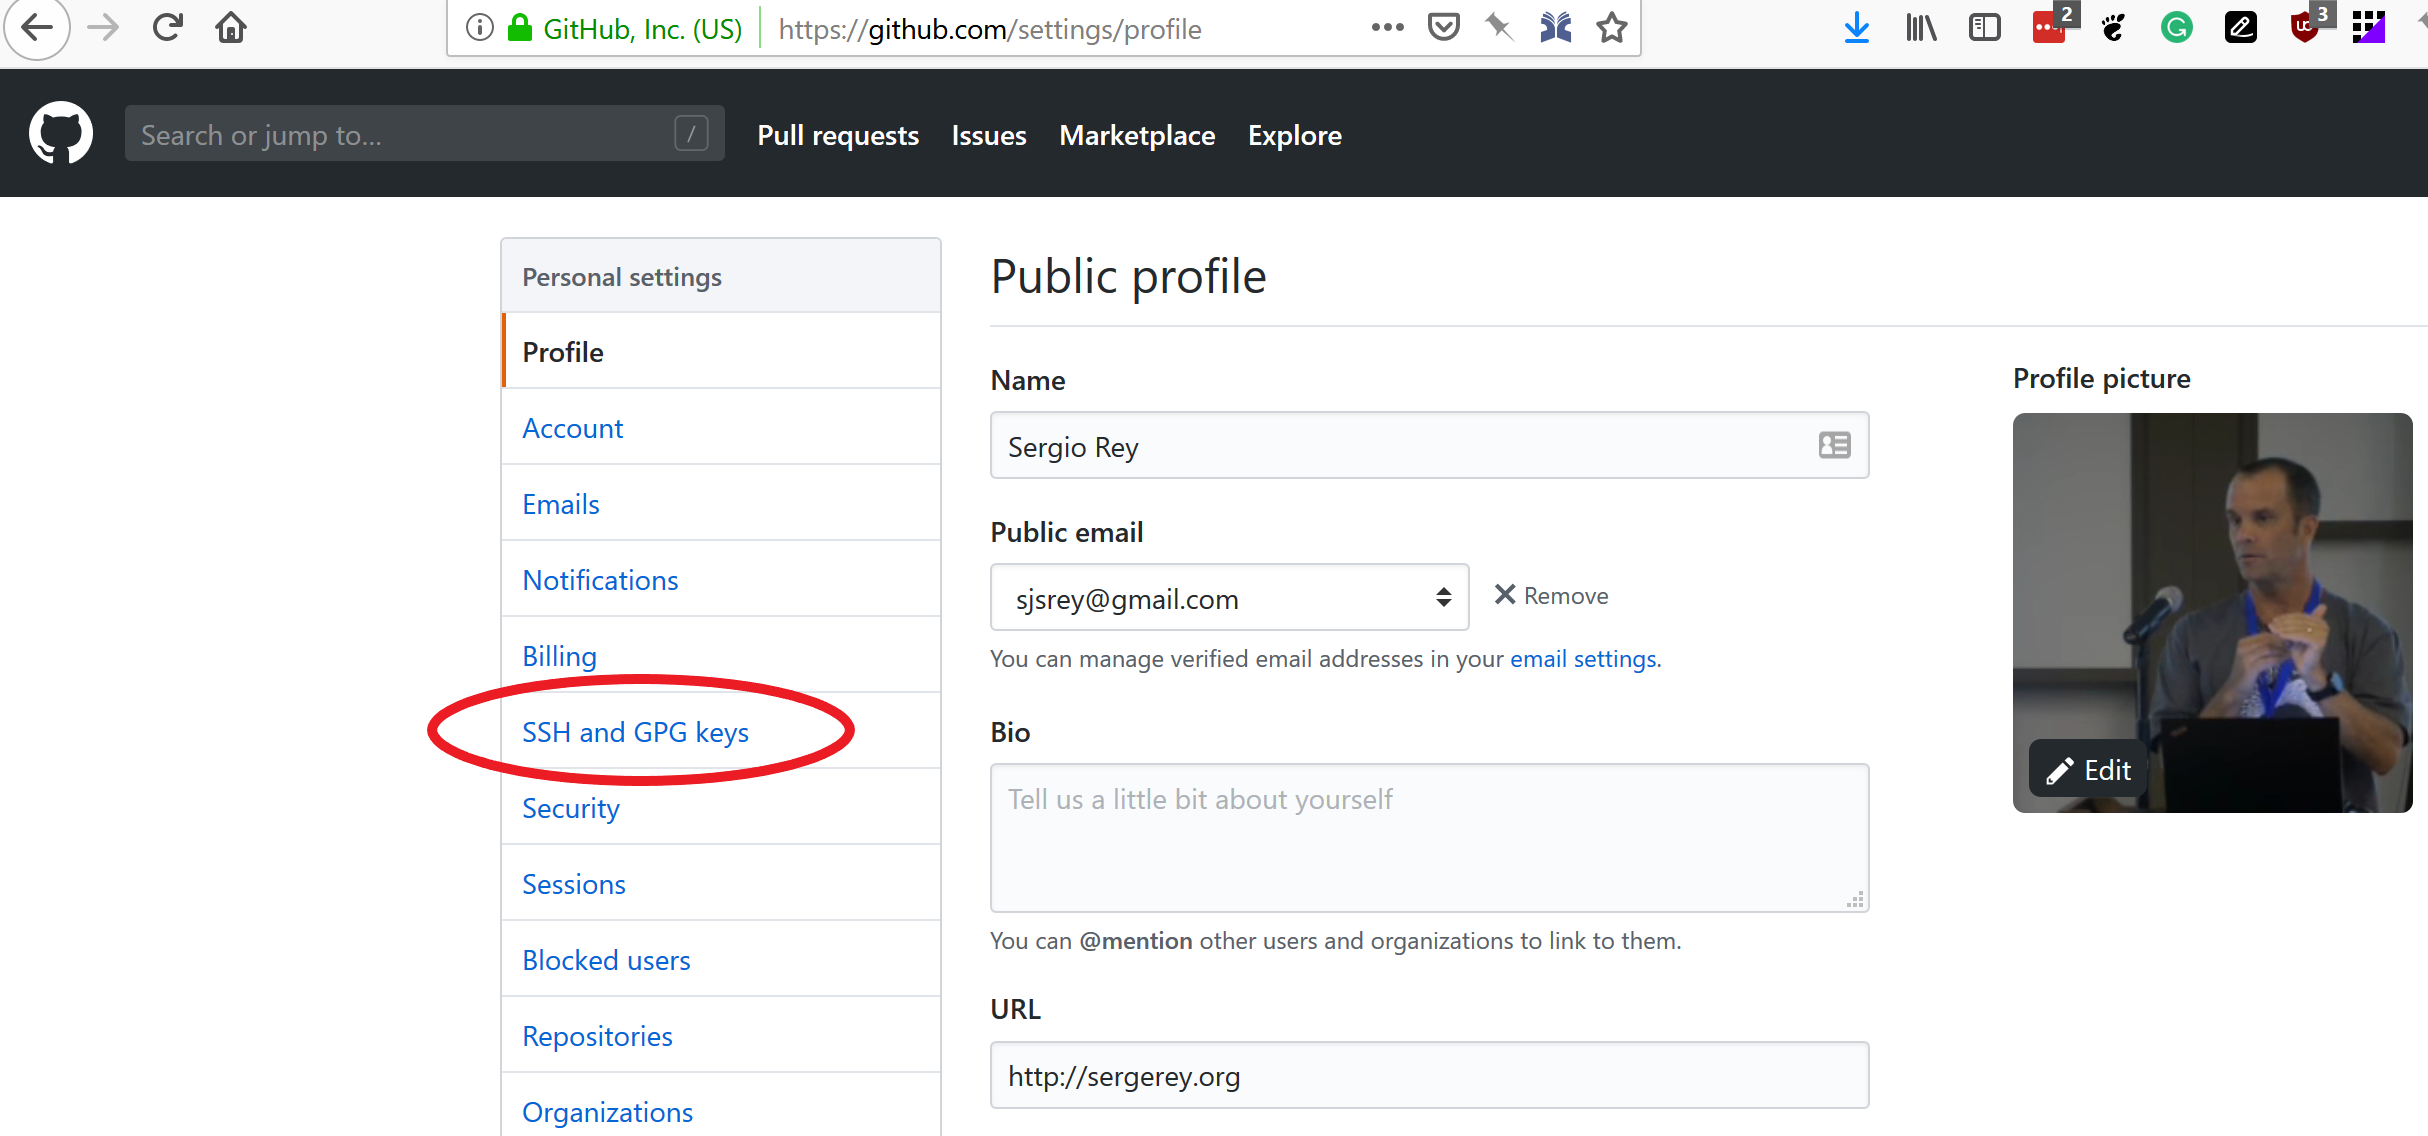 GitHub, Inc. (US) https://github.com/settings/profile
2
3
Search or jump to... /
Pull requests Issues Marketplace Explore
Personal settings
Profile
Account
Emails
Notifications
Billing
SSH and GPG keys
Security
Sessions
Blocked users
Repositories
Organizations
Public profile
Name
Sergio Rey
Public email
sjsrey@gmail.com
Remove
You can manage verified email addresses in your email settings.
Bio
Tell us a little bit about yourself
You can @mention other users and organizations to link to them.
URL
http://sergerey.org
Profile picture
Edit